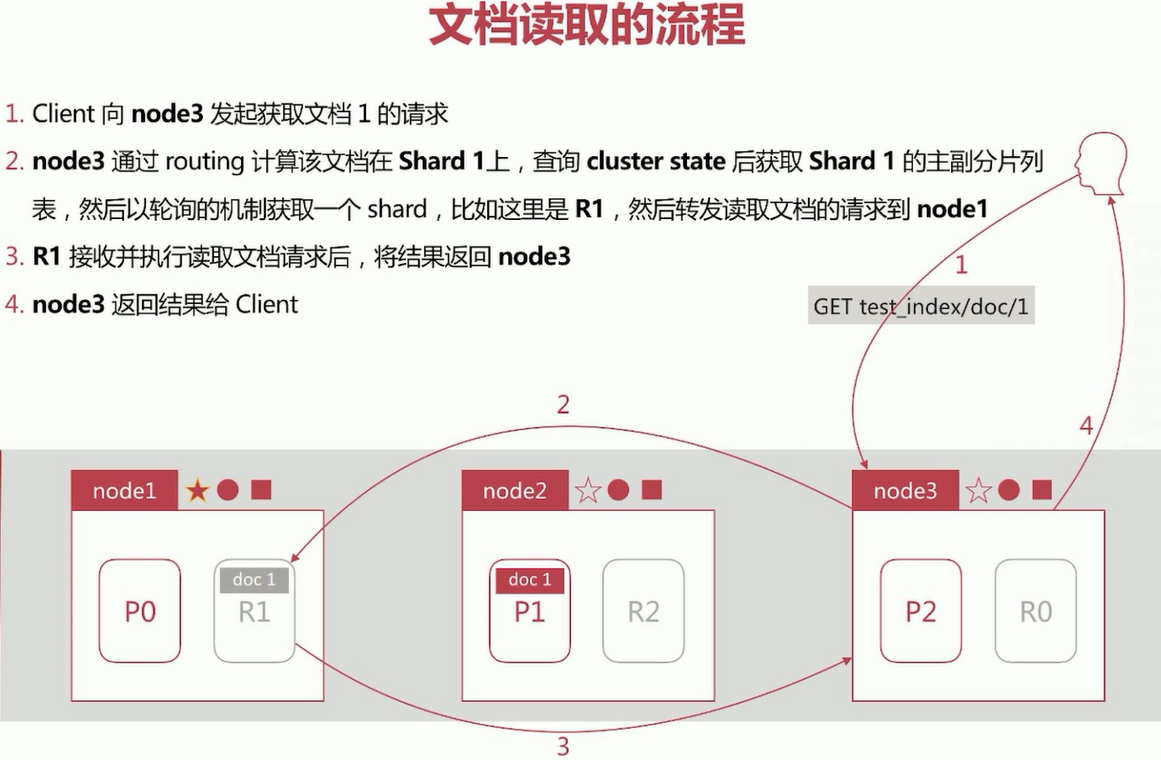 文档读取的流程
1. Client 向 node3 发起获取文档 1 的请求
2. node3 通过 routing 计算该文档在 Shard 1上，查询 cluster state 后获取 Shard 1 的主副分片列
表，然后以轮询的机制获取一个 shard，比如这里是 R1，然后转发读取文档的请求到 node1
3. R1 接收并执行读取文档请求后，将结果返回 node3
4. node3 返回结果给 Client
1
GET test_index/doc/1
2
4
node1
node2
node3
doc 1
doc 1
P0
R1
P1
R2
P2
R0
3